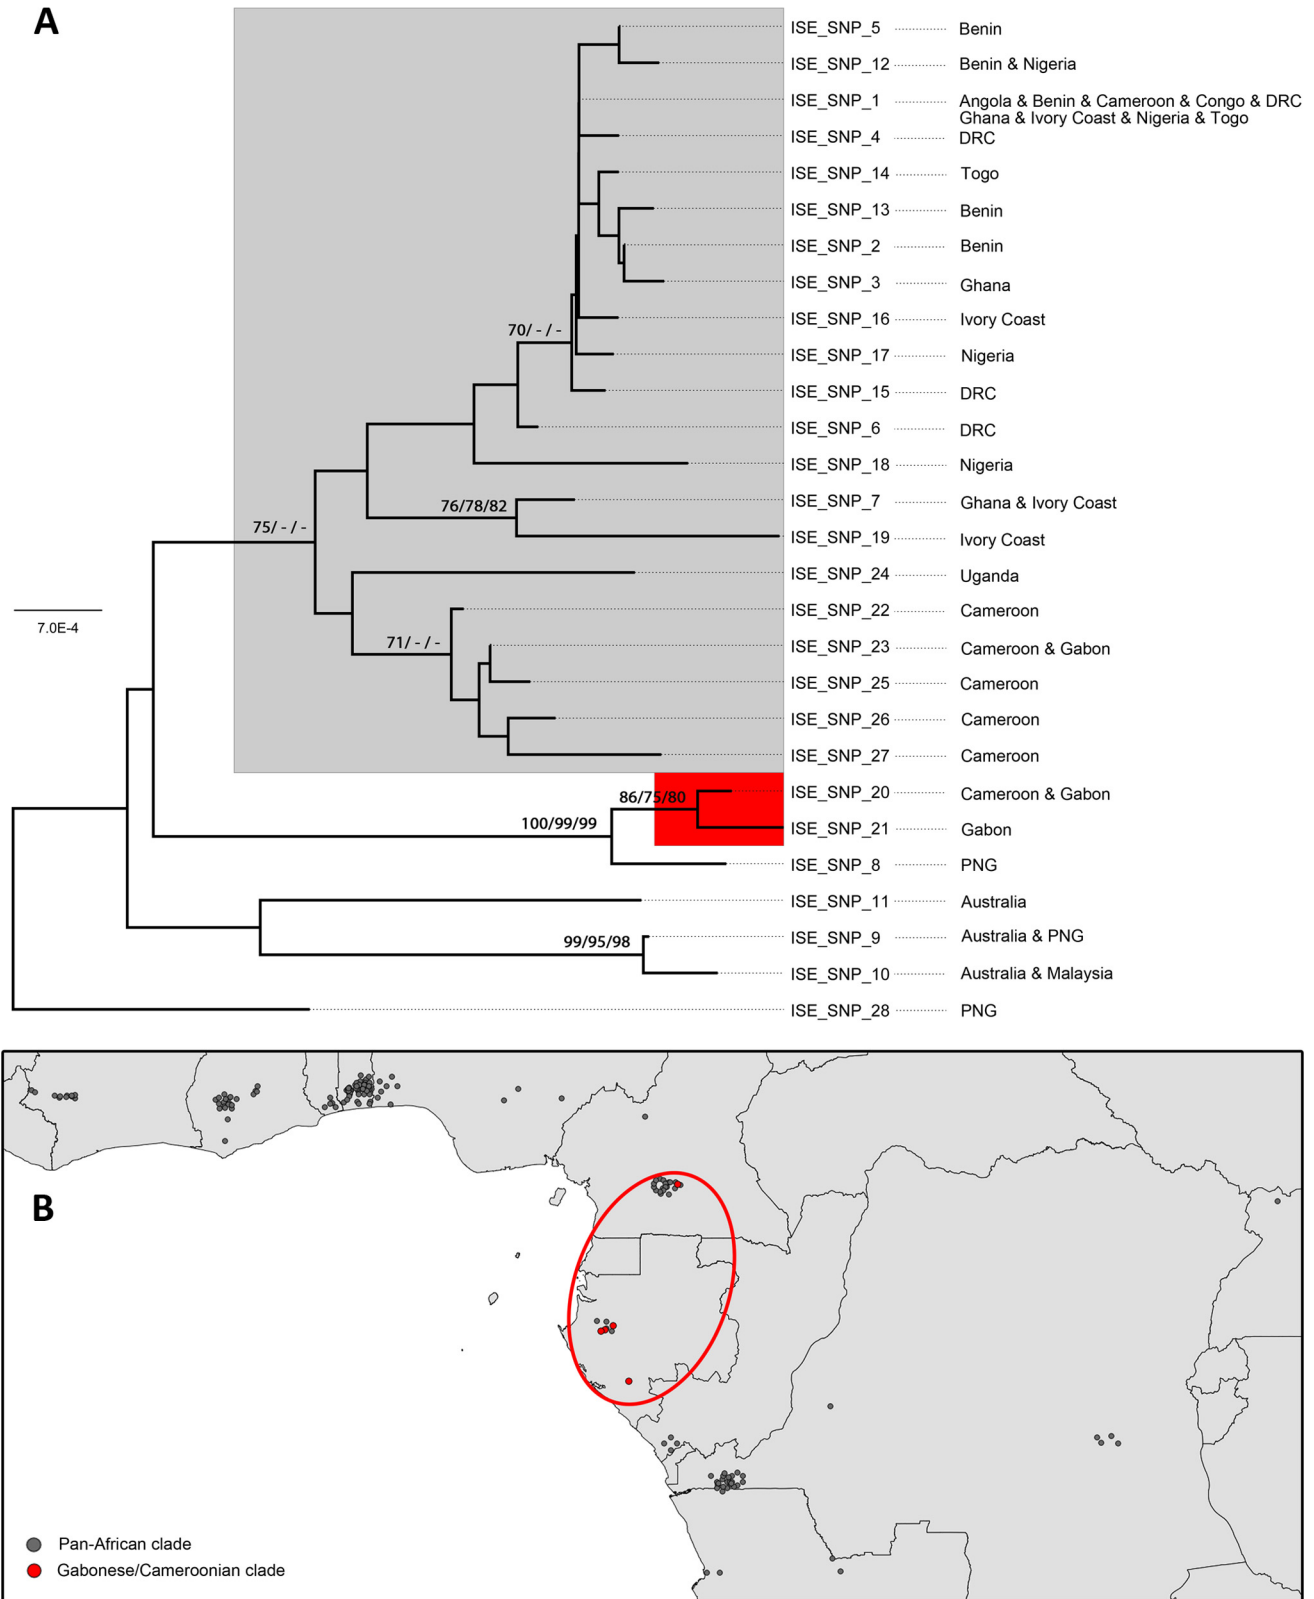 A
ISE_SNP_5 Benin
ISE_SNP_12 Benin & Nigeria
ISE_SNP_1 Angola & Benin & Cameroon & Congo & DRC
Ghana & Ivory Coast & Nigeria & Togo
ISE_SNP_4 DRC
ISE_SNP_14 Togo
ISE_SNP_13 Benin
ISE_SNP_2 Benin
ISE_SNP_3 Ghana
ISE_SNP_16 Ivory Coast
70/ - / -
ISE_SNP_17 Nigeria
ISE_SNP_15 DRC
ISE_SNP_6 DRC
ISE_SNP_18 Nigeria
76/78/82
ISE_SNP_7 Ghana & Ivory Coast
75/ - / -
ISE_SNP_19 Ivory Coast
ISE_SNP_24 Uganda
ISE_SNP_22 Cameroon
7.0E-4
71/ - / -
ISE_SNP_23 Cameroon & Gabon
ISE_SNP_25 Cameroon
ISE_SNP_26 Cameroon
ISE_SNP_27 Cameroon
86/75/80
ISE_SNP_20 Cameroon & Gabon
100/99/99
ISE_SNP_21 Gabon
ISE_SNP_8 PNG
ISE_SNP_11 Australia
99/95/98
ISE_SNP_9 Australia & PNG
ISE_SNP_10 Australia & Malaysia
ISE_SNP_28 PNG
B
Pan-African clade
Gabonese/Cameroonian clade